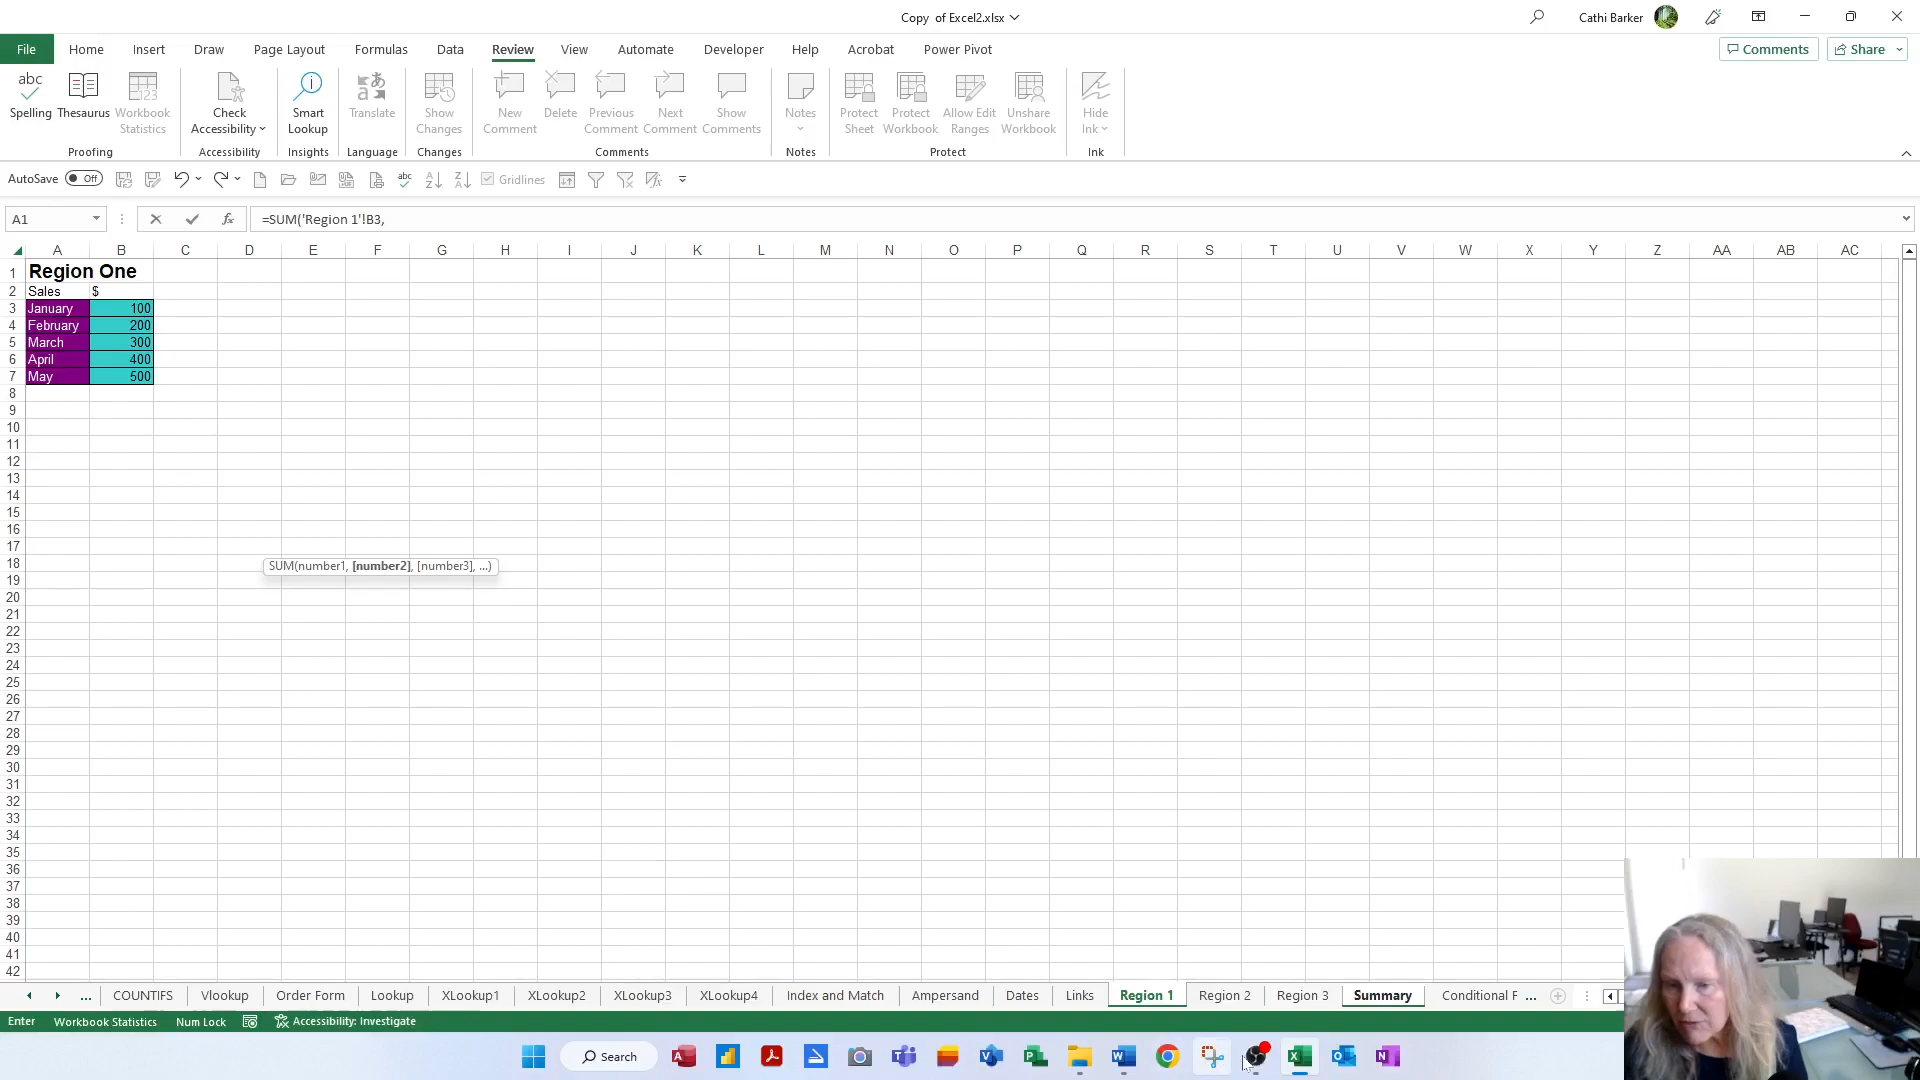 Copy of Excel2.xlsx
Cathi Barker
File Home Insert Draw Page Layout Formulas Data Review View Automate Developer Help Acrobat Power Pivot
Comments Share
abc Spelling
Thesaurus
Workbook Statistics
Check Accessibility
Smart Lookup
Translate
Show Changes
New Comment
Delete
Previous Comment
Next Comment
Show Comments
Notes
Protect Sheet
Protect Workbook
Allow Edit Ranges
Unshare Workbook
Hide Ink
Proofing Accessibility Insights Language Changes Comments Notes Protect Ink
AutoSave Off abc Gridlines
A1 fx =SUM('Region 1'!B3,
A B C D E F G H I J K L M N O P Q R S T U V W X Y Z AA AB AC
1 Region One
2 Sales $
3 January 100
4 February 200
5 March 300
6 April 400
7 May 500
8
9
10
11
12
13
14
15
16
17
18 SUM(number1, [number2], [number3], ...)
19
20
21
22
23
24
25
26
27
28
29
30
31
32
33
34
35
36
37
38
39
40
41
42
... COUNTIFS Vlookup Order Form Lookup XLookup1 XLookup2 XLookup3 XLookup4 Index and Match Ampersand Dates Links Region 1 Region 2 Region 3 Summary Conditional F ...
Enter Workbook Statistics Num Lock Accessibility: Investigate
Search